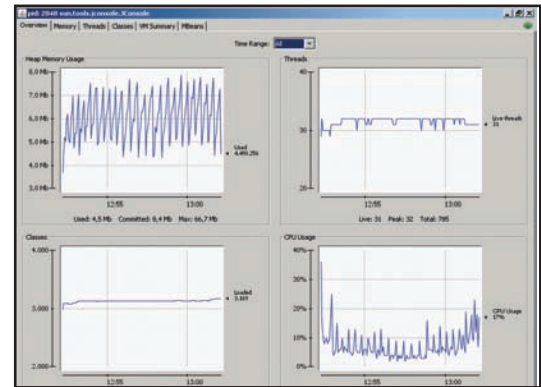 pid: 2848 sun.tools.jconsole.JConsole
Overview Memory Threads Classes VM Summary MBeans
Time Range: All
Heap Memory Usage
8,0 Mb
7,0 Mb
6,0 Mb
5,0 Mb
4,0 Mb
3,0 Mb
12:55 13:00
Used
Used: 4,5 Mb Committed: 8,4 Mb Max: 66,7 Mb
Threads
40
30
20
12:55 13:00
Live threads
31
Live: 31 Peak: 32 Total: 785
Classes
4.000
3.000
2.000
12:55 13:00
Loaded
CPU Usage
40%
30%
20%
10%
0%
12:55 13:00
CPU Usage
17%